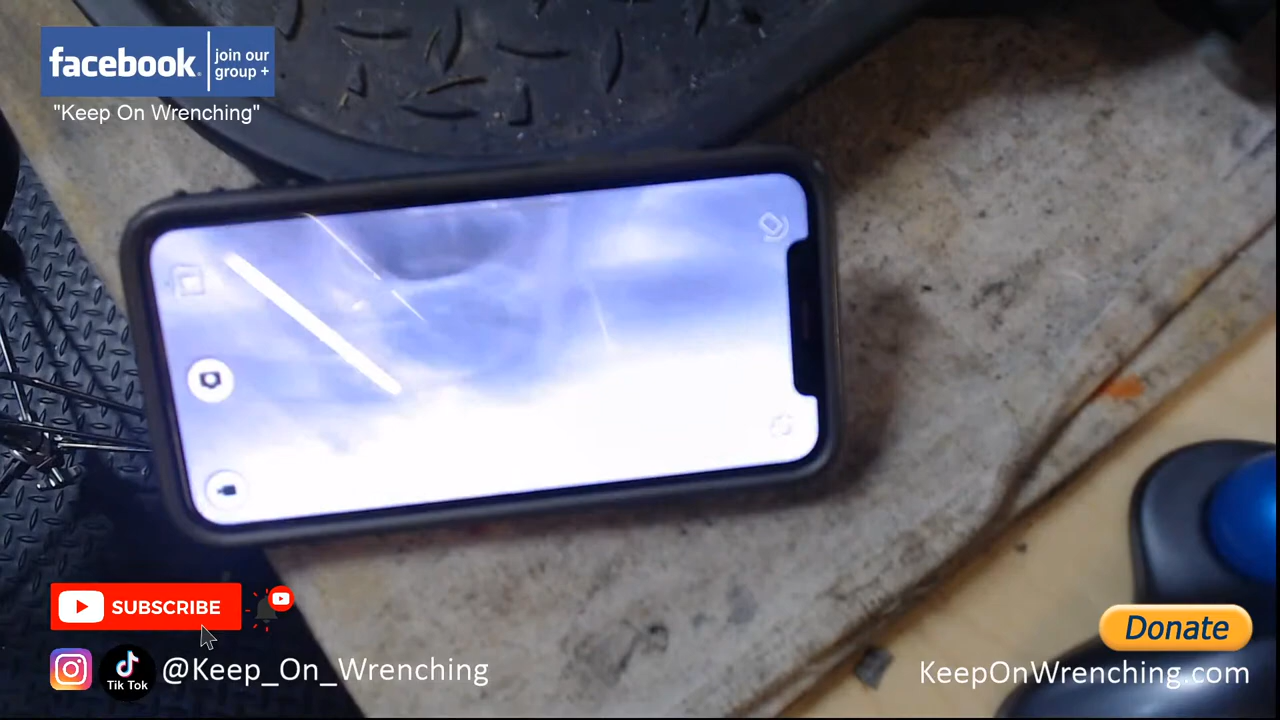 facebook.
join our
group +
"Keep On Wrenching"
SUBSCRIBE
Tik Tok
@Keep_On_Wrenching
Donate
KeepOnWrenching.com